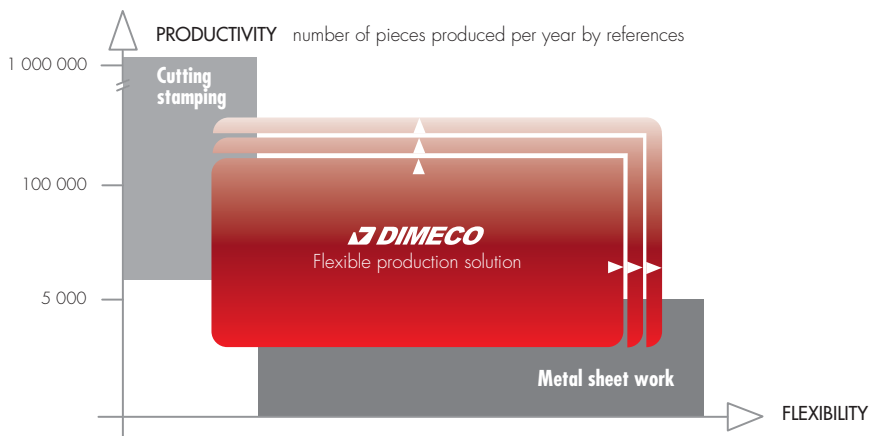 PRODUCTIVITY number of pieces produced per year by references
1 000 000
Cutting
stamping
100 000
DIMECO
Flexible production solution
5 000
Metal sheet work
FLEXIBILITY